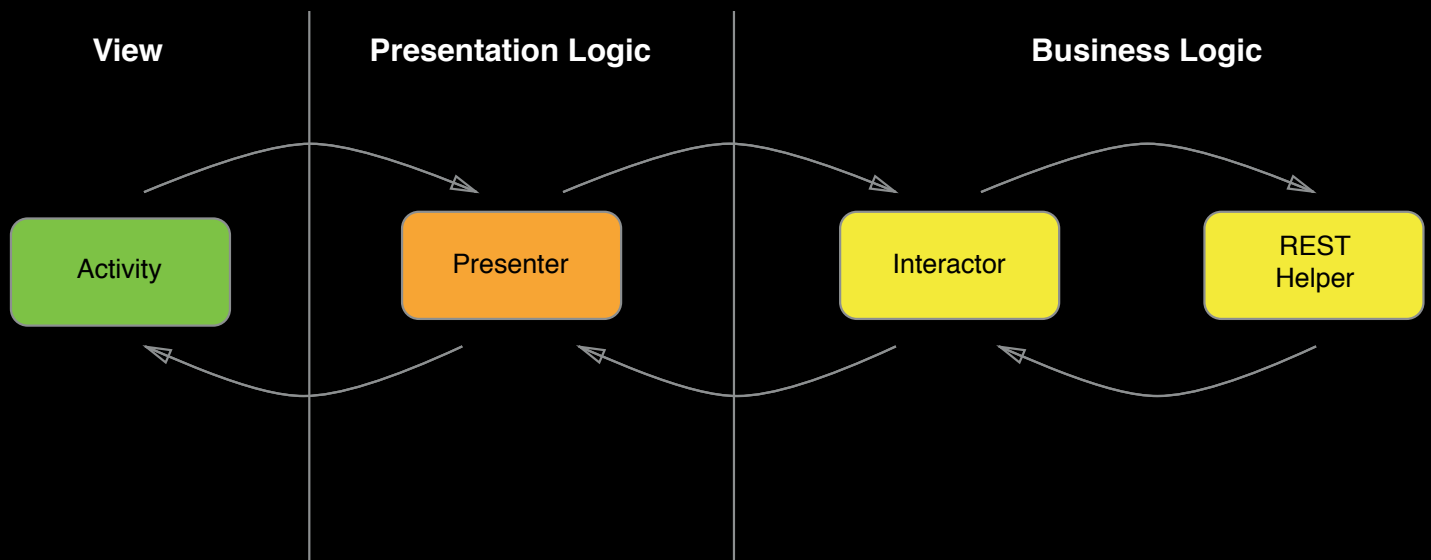 View
Presentation Logic
Business Logic
Activity
Presenter
Interactor
REST
Helper